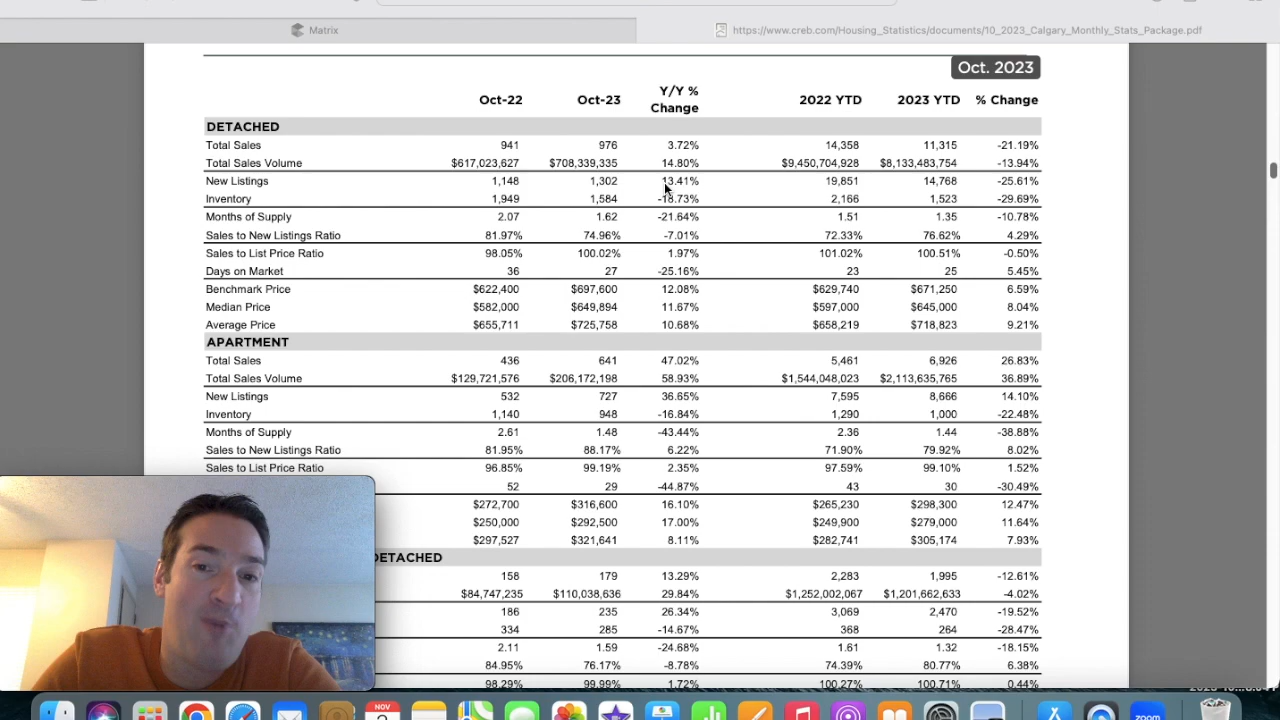 Matrix
https://www.creb.com/Housing_Statistics/documents/10_2023_Calgary_Monthly_Stats_Package.pdf
Oct. 2023
Oct-22 Oct-23 Y/Y % Change 2022 YTD 2023 YTD % Change
DETACHED
Total Sales 941 976 3.72% 14,358 11,315 -21.19%
Total Sales Volume $617,023,627 $708,339,335 14.80% $9,450,704,928 $8,133,483,754 -13.94%
New Listings 1,148 1,302 13.41% 19,851 14,768 -25.61%
Inventory 1,949 1,584 -18.73% 2,166 1,523 -29.69%
Months of Supply 2.07 1.62 -21.64% 1.51 1.35 -10.78%
Sales to New Listings Ratio 81.97% 74.96% -7.01% 72.33% 76.62% 4.29%
Sales to List Price Ratio 98.05% 100.02% 1.97% 101.02% 100.51% -0.50%
Days on Market 36 27 -25.16% 23 25 5.45%
Benchmark Price $622,400 $697,600 12.08% $629,740 $671,250 6.59%
Median Price $582,000 $649,894 11.67% $597,000 $645,000 8.04%
Average Price $655,711 $725,758 10.68% $658,219 $718,823 9.21%
APARTMENT
Total Sales 436 641 47.02% 5,461 6,926 26.83%
Total Sales Volume $129,721,576 $206,172,198 58.93% $1,544,048,023 $2,113,635,765 36.89%
New Listings 532 727 36.65% 7,595 8,666 14.10%
Inventory 1,140 948 -16.84% 1,290 1,000 -22.48%
Months of Supply 2.61 1.48 -43.44% 2.36 1.44 -38.88%
Sales to New Listings Ratio 81.95% 88.17% 6.22% 71.90% 79.92% 8.02%
Sales to List Price Ratio 96.85% 99.19% 2.35% 97.59% 99.10% 1.52%
52 29 -44.87% 43 30 -30.49%
$272,700 $316,600 16.10% $265,230 $298,300 12.47%
$250,000 $292,500 17.00% $249,900 $279,000 11.64%
$297,527 $321,641 8.11% $282,741 $305,174 7.93%
DETACHED
158 179 13.29% 2,283 1,995 -12.61%
$84,747,235 $110,038,636 29.84% $1,252,002,067 $1,201,662,633 -4.02%
186 235 26.34% 3,069 2,470 -19.52%
334 285 -14.67% 368 264 -28.47%
2.11 1.59 -24.68% 1.61 1.32 -18.15%
84.95% 76.17% -8.78% 74.39% 80.77% 6.38%
98.29% 99.99% 1.72% 100.27% 100.71% 0.44%
NOV
zoom